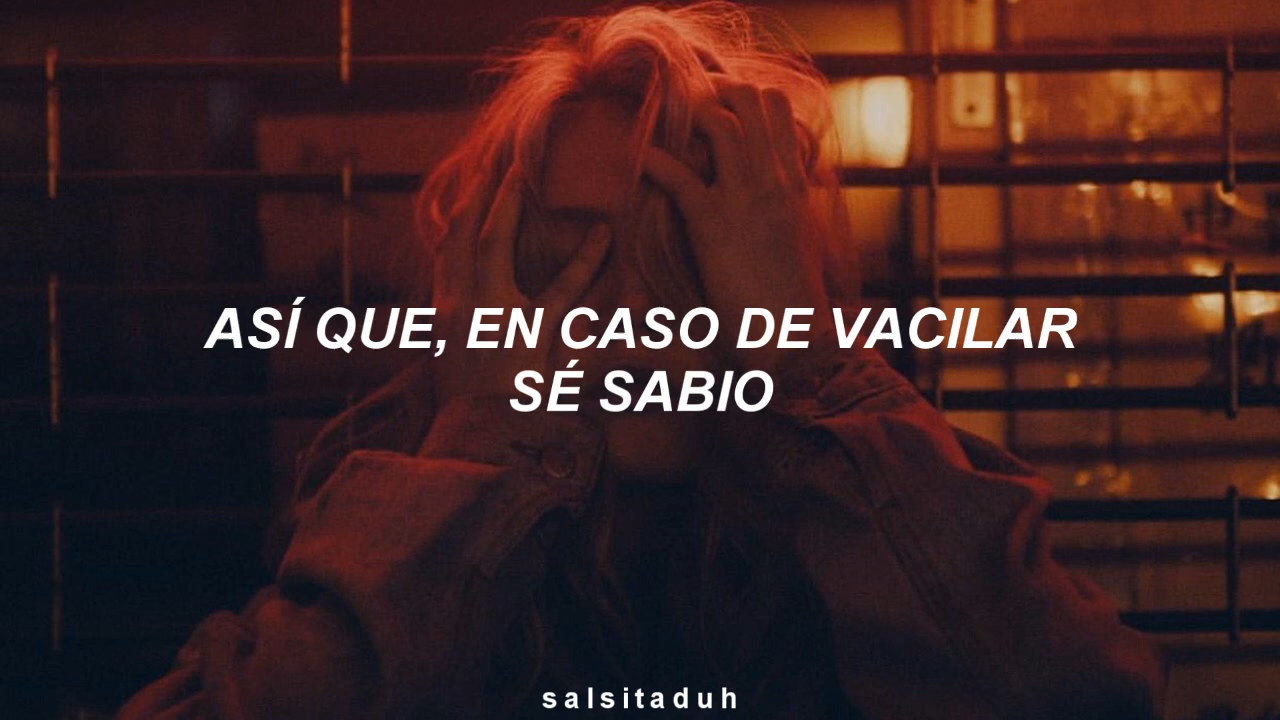 ASÍ QUE, EN CASO DE VACILAR
SÉ SABIO
salsitaduh